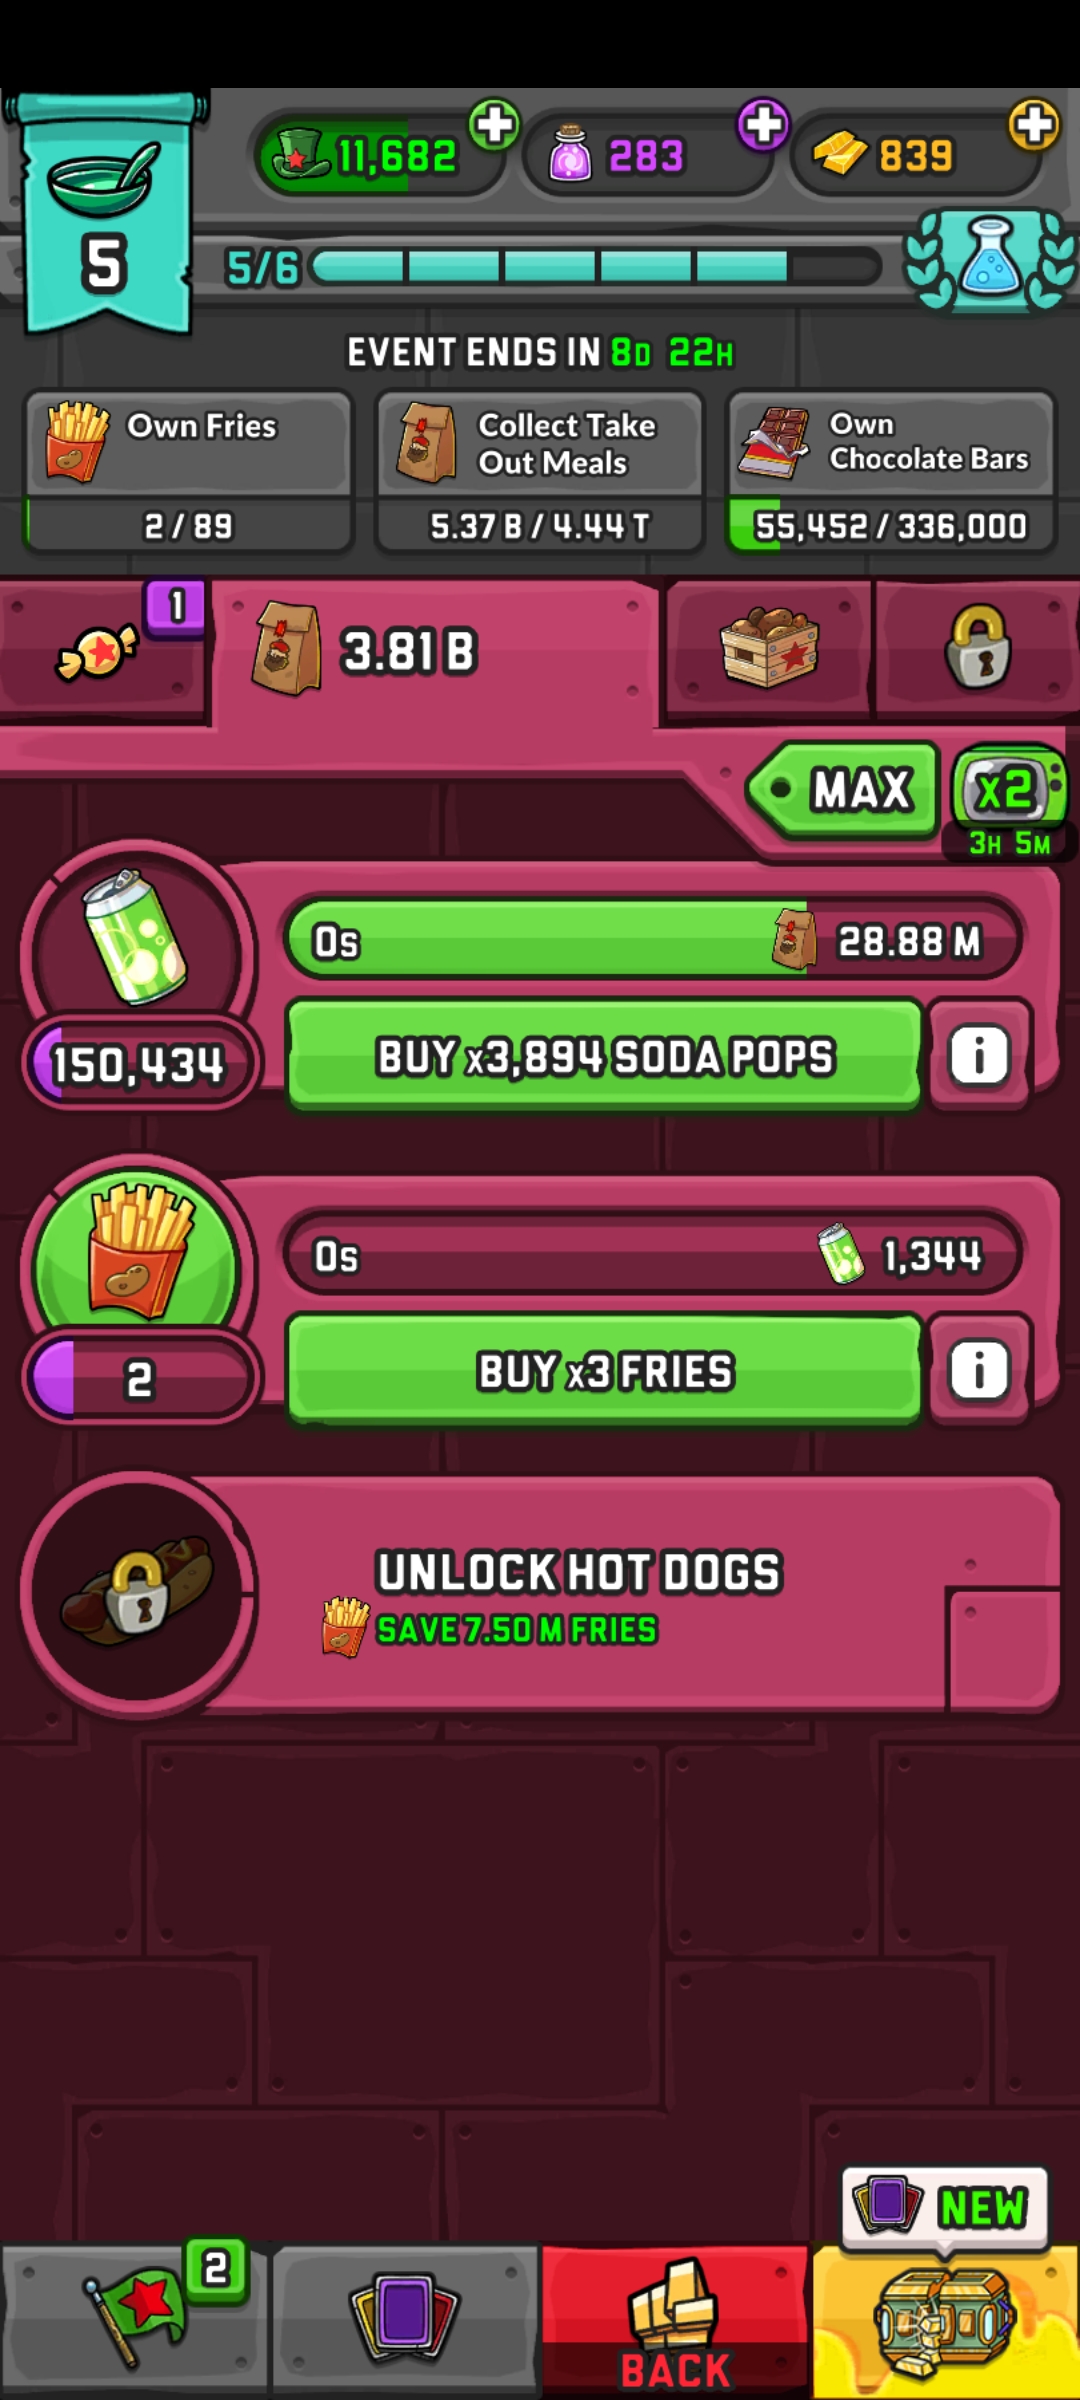 11,682
283
839
5
5/6
EVENT ENDS IN 8D 22H
Own Fries
2 / 89
Collect Take
Out Meals
5.37 B / 4.44 T
Own
Chocolate Bars
55,452 / 336,000
1
3.81 B
MAX
x2
3H 5M
0s
28.88 M
150,434
BUY x3,894 SODA POPS
i
0s
1,344
2
BUY x3 FRIES
i
UNLOCK HOT DOGS
SAVE 7.50 M FRIES
NEW
2
BACK